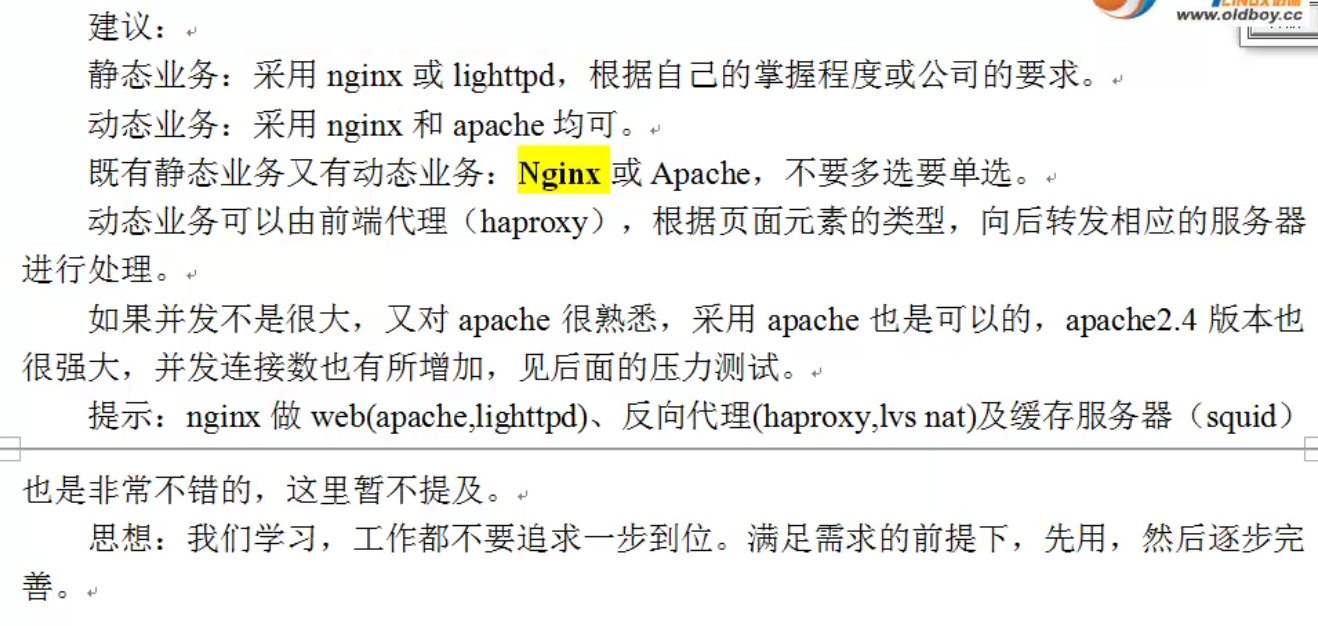 www.oldboy.cc
建议：
静态业务：采用 nginx 或 lighttpd，根据自己的掌握程度或公司的要求。
动态业务：采用 nginx 和 apache 均可。
既有静态业务又有动态业务：Nginx 或 Apache，不要多选要单选。
动态业务可以由前端代理（haproxy），根据页面元素的类型，向后转发相应的服务器
进行处理。
如果并发不是很大，又对 apache 很熟悉，采用 apache 也是可以的，apache2.4 版本也
很强大，并发连接数也有所增加，见后面的压力测试。
提示：nginx 做 web(apache,lighttpd)、反向代理(haproxy,lvs nat)及缓存服务器（squid）
也是非常不错的，这里暂不提及。
思想：我们学习，工作都不要追求一步到位。满足需求的前提下，先用，然后逐步完
善。